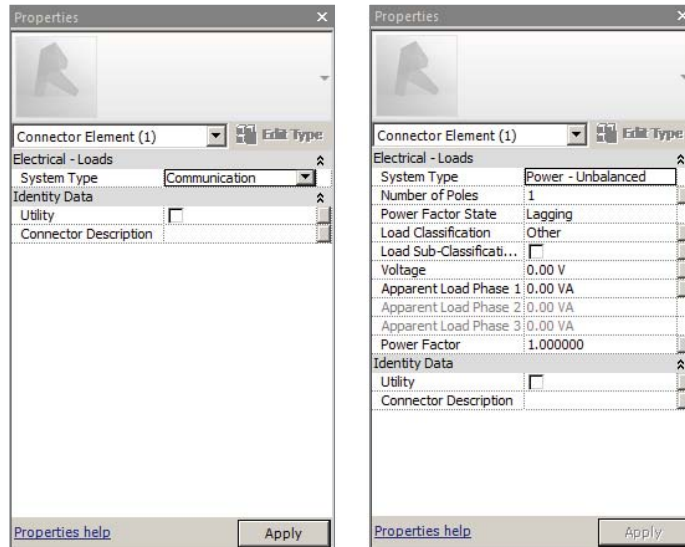 Properties
Connector Element (1)
Edit Type
Electrical - Loads
System Type Communication
Identity Data
Utility
Connector Description
Properties help
Apply
Properties
Connector Element (1)
Edit Type
Electrical - Loads
System Type Power - Unbalanced
Number of Poles 1
Power Factor State Lagging
Load Classification Other
Load Sub-Classificati...
Voltage 0.00 V
Apparent Load Phase 1 0.00 VA
Apparent Load Phase 2 0.00 VA
Apparent Load Phase 3 0.00 VA
Power Factor 1.000000
Identity Data
Utility
Connector Description
Properties help
Apply